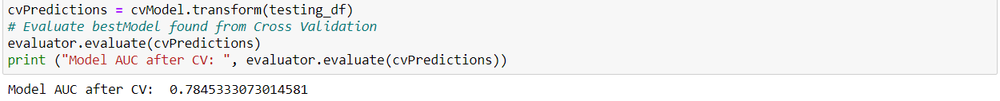 cvPredictions = cvModel.transform(testing_df)
# Evaluate bestModel found from Cross Validation
evaluator.evaluate(cvPredictions)
print ("Model AUC after CV: ", evaluator.evaluate(cvPredictions))
Model AUC after CV:  0.7845333073014581